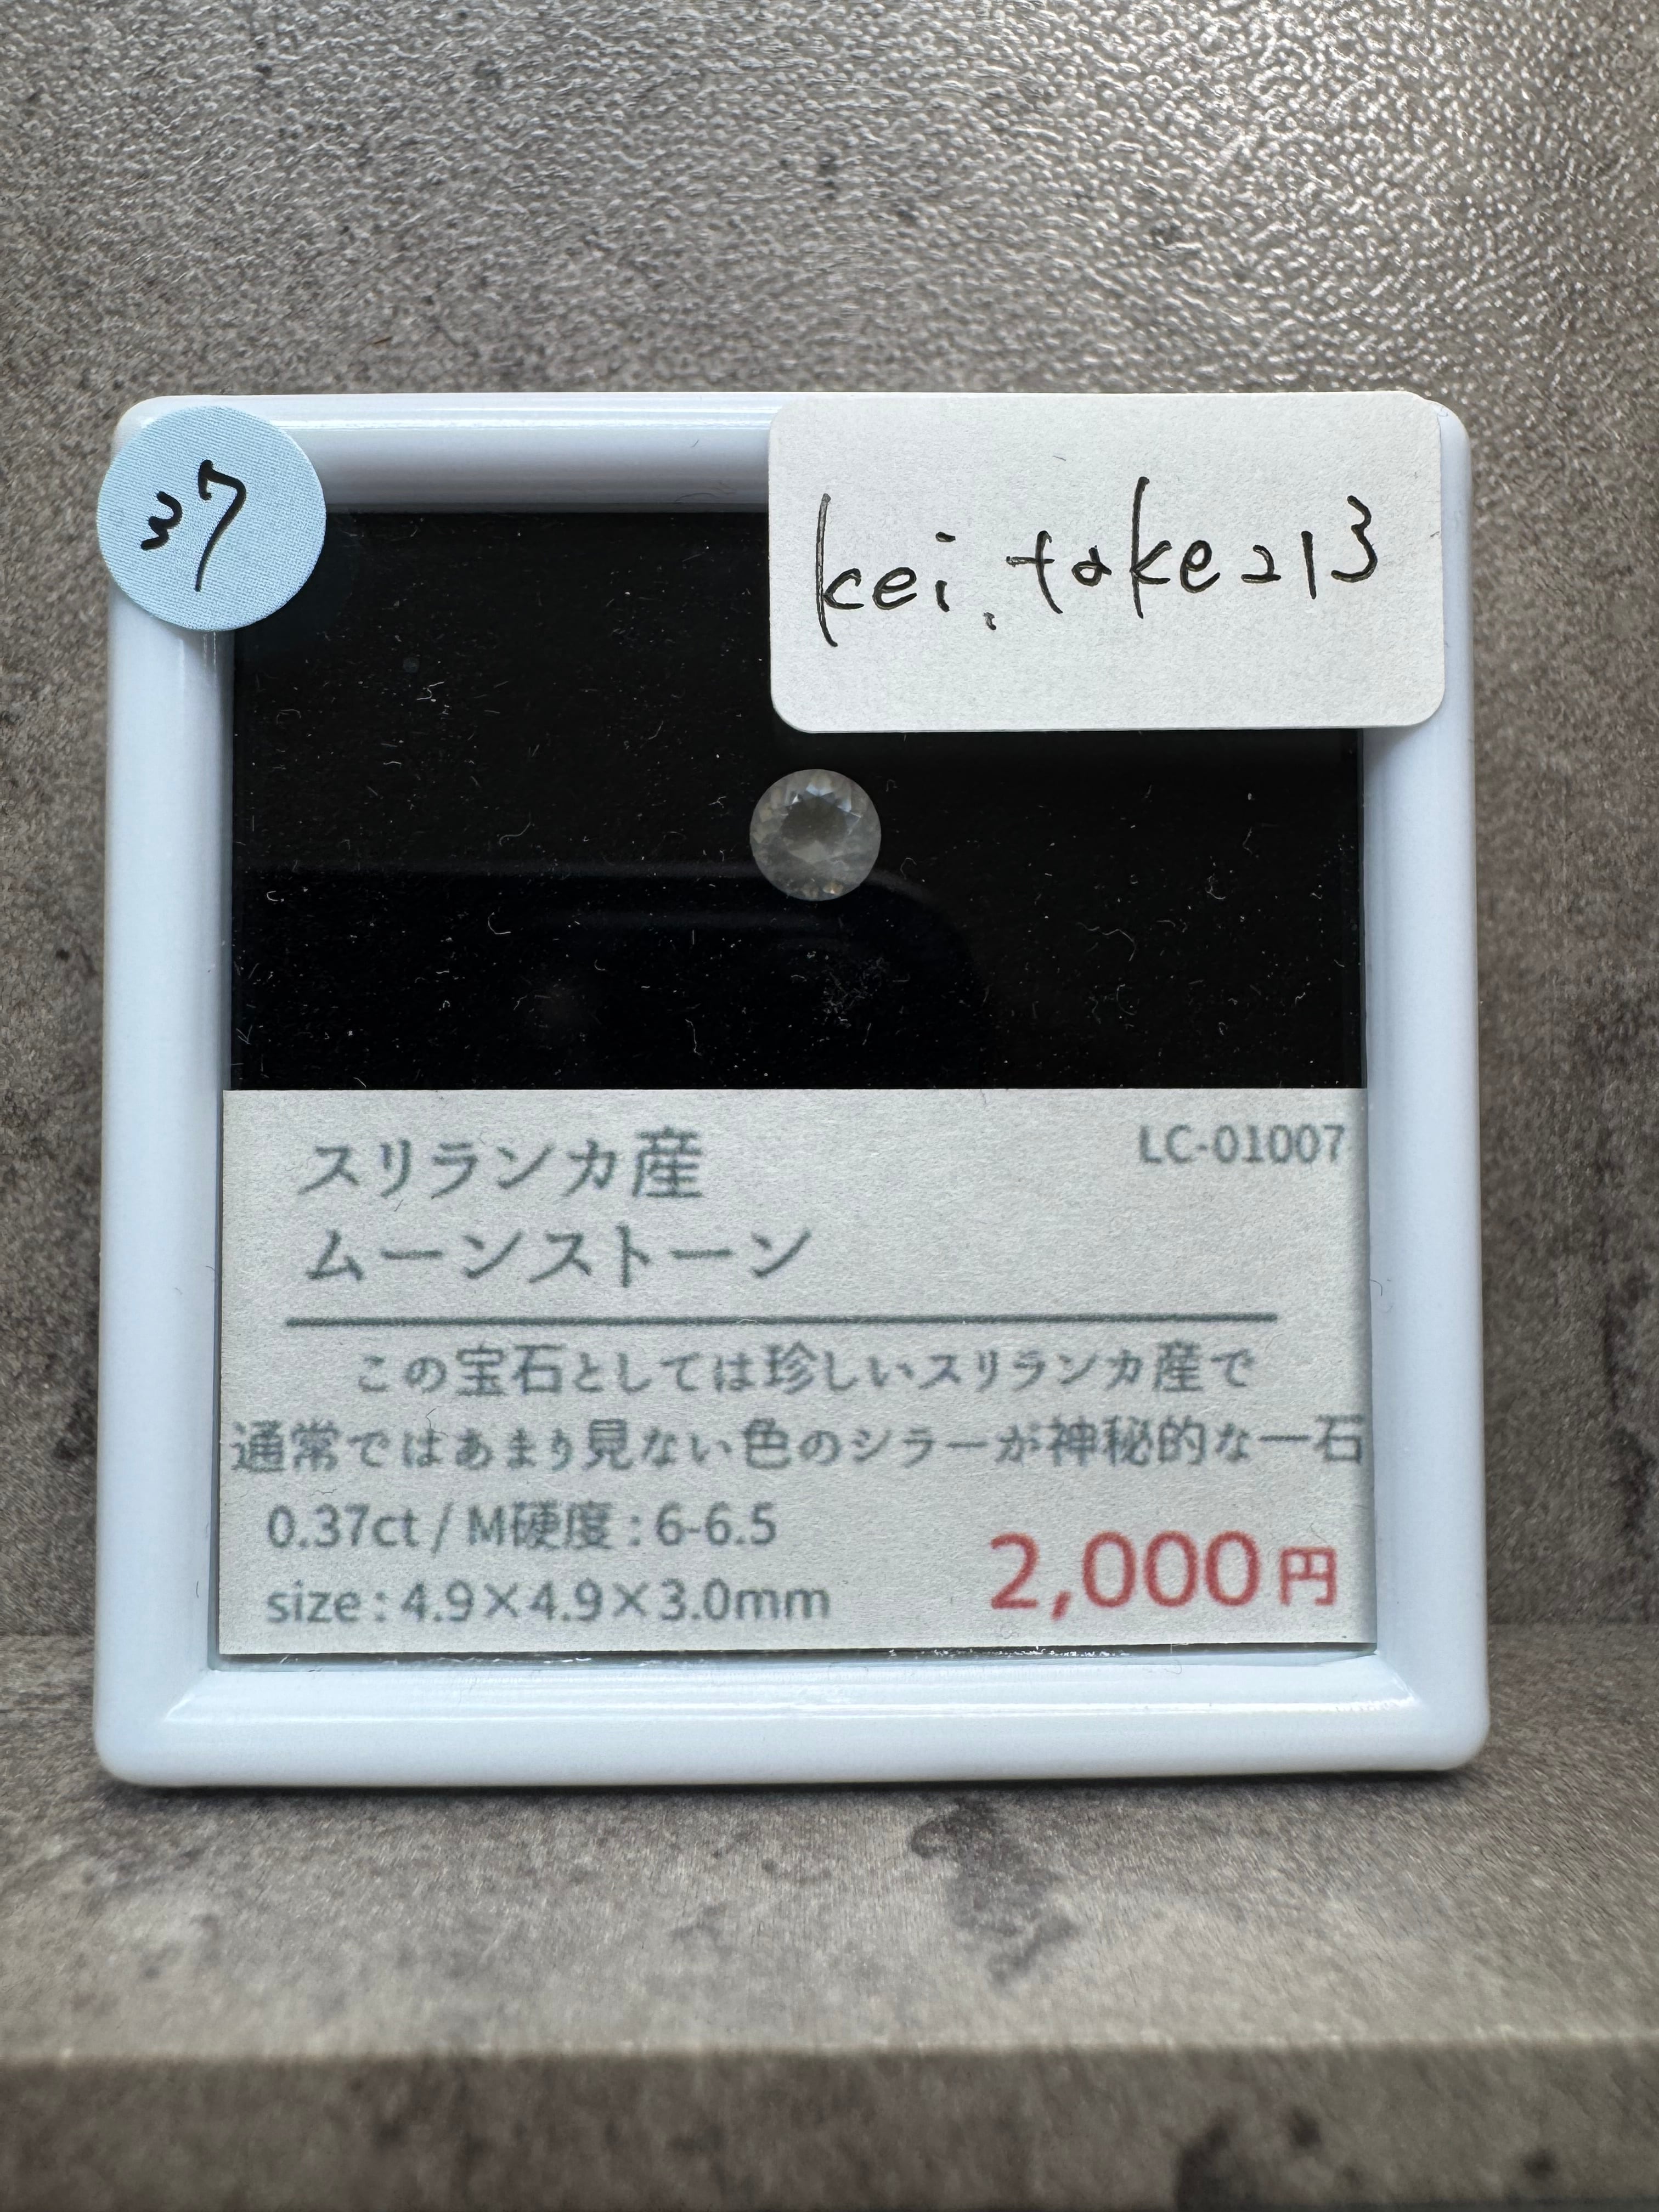 37
kei.take213
LC-01007
スリランカ産
ムーンストーン
この宝石としては珍しいスリランカ産で
通常ではあまり見ない色のシラーが神秘的な一石
0.37ct / M硬度 : 6-6.5
size : 4.9×4.9×3.0mm
2,000円